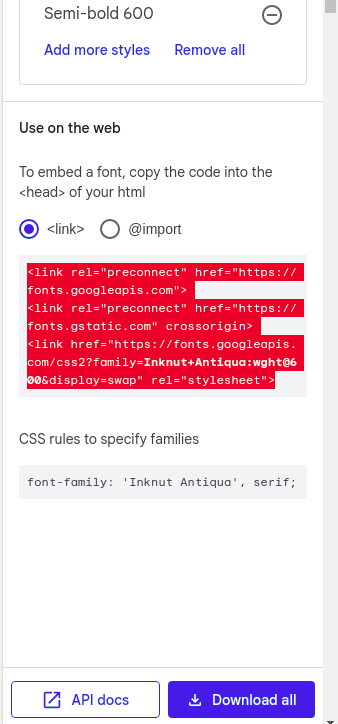 Semi-bold 600
Add more styles Remove all
Use on the web
To embed a font, copy the code into the
<head> of your html
<link> @import
<link rel="preconnect" href="https://
fonts.googleapis.com">
<link rel="preconnect" href="https://
fonts.gstatic.com" crossorigin>
<link href="https://fonts.googleapis.
com/css2?family=Inknut+Antiqua:wght@6
00&display=swap" rel="stylesheet">
CSS rules to specify families
font-family: 'Inknut Antiqua', serif;
API docs Download all